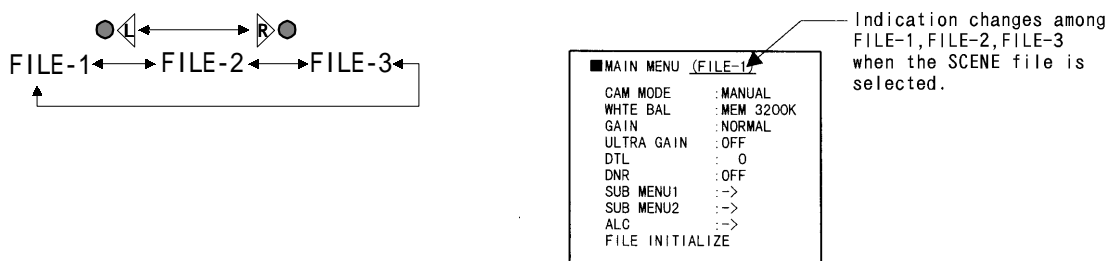 L R
FILE-1 FILE-2 FILE-3
Indication changes among
FILE-1,FILE-2,FILE-3
when the SCENE file is
selected.
■MAIN MENU (FILE-1)
CAM MODE :MANUAL
WHTE BAL :MEM 3200K
GAIN :NORMAL
ULTRA GAIN :OFF
DTL : 0
DNR :OFF
SUB MENU1 :->
SUB MENU2 :->
ALC :->
FILE INITIALIZE